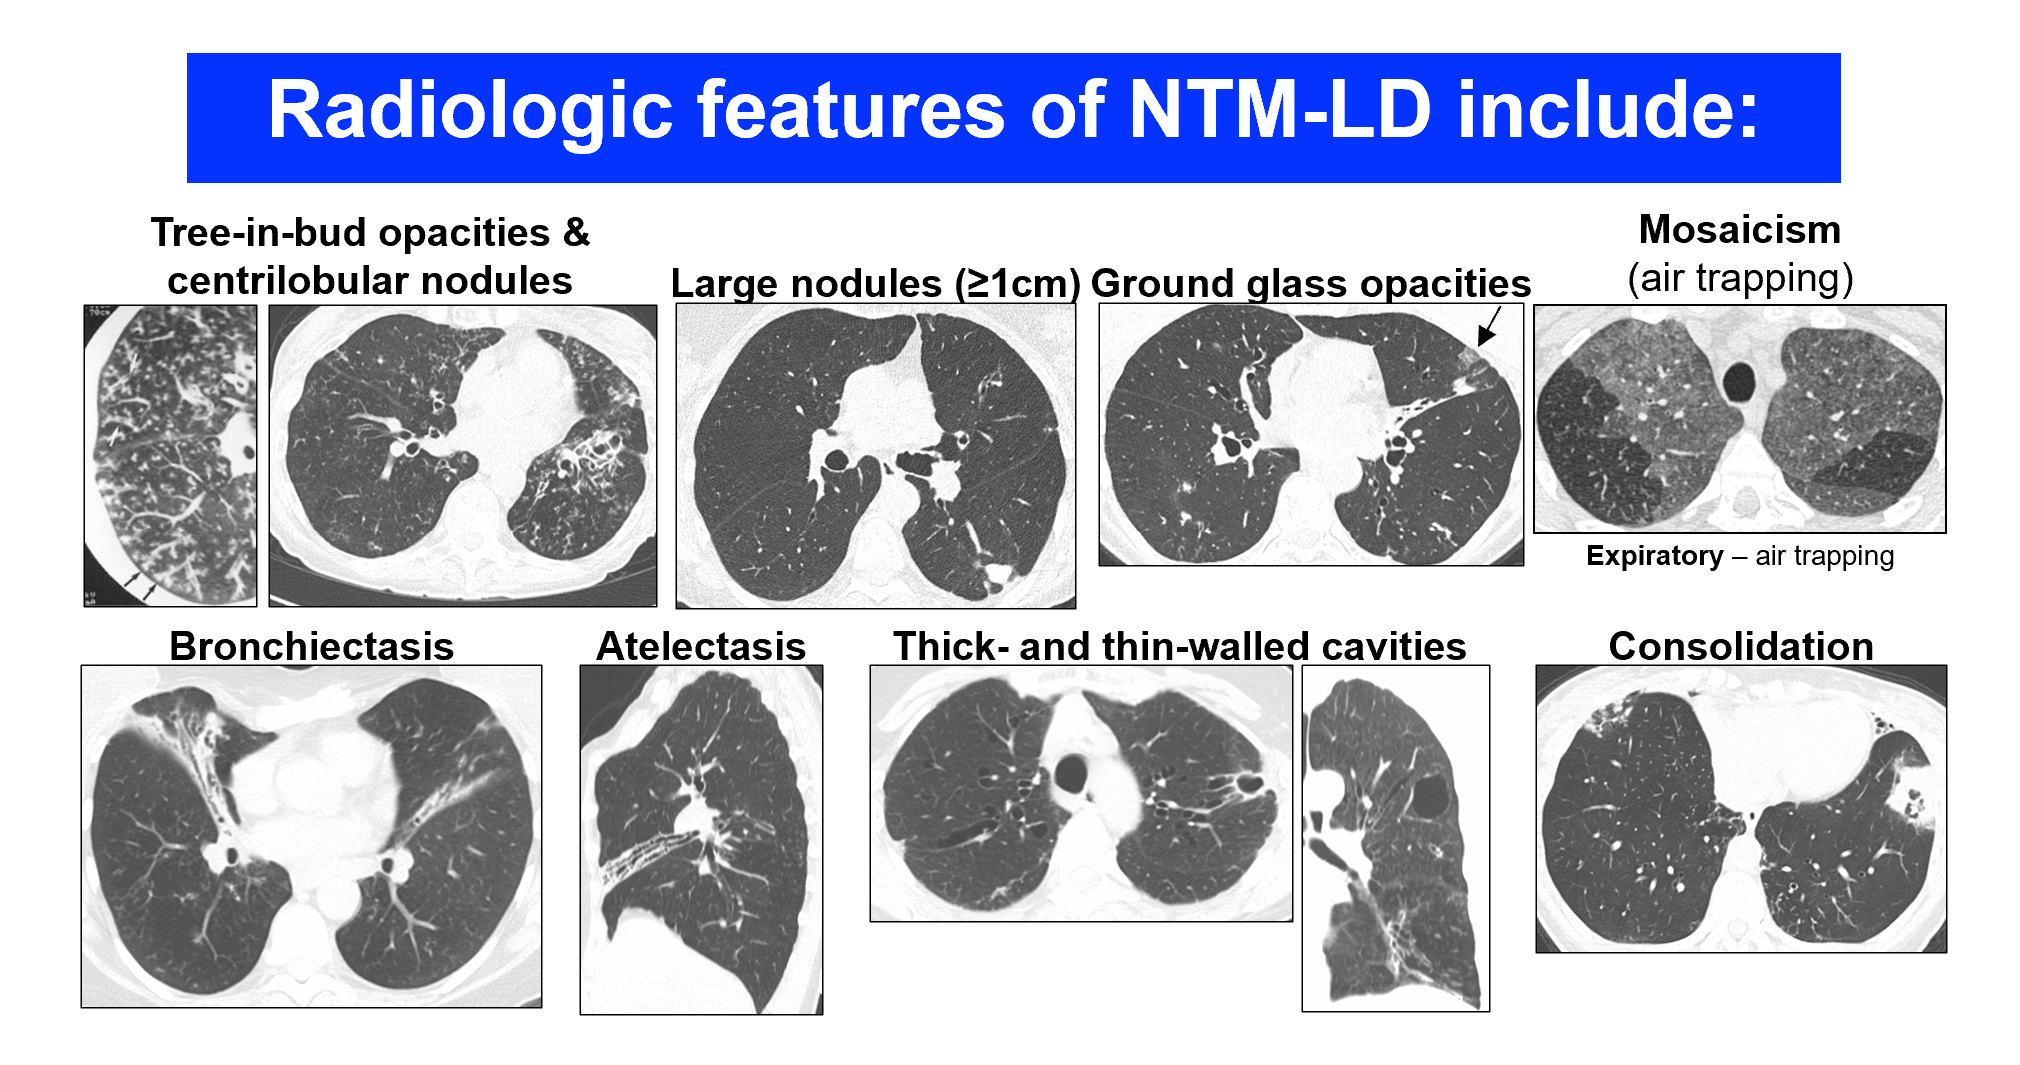 Radiologic features of NTM-LD include:
Tree-in-bud opacities &
centrilobular nodules
Large nodules (≥1cm)
Ground glass opacities
Mosaicism
(air trapping)
Expiratory – air trapping
Bronchiectasis
Atelectasis
Thick- and thin-walled cavities
Consolidation